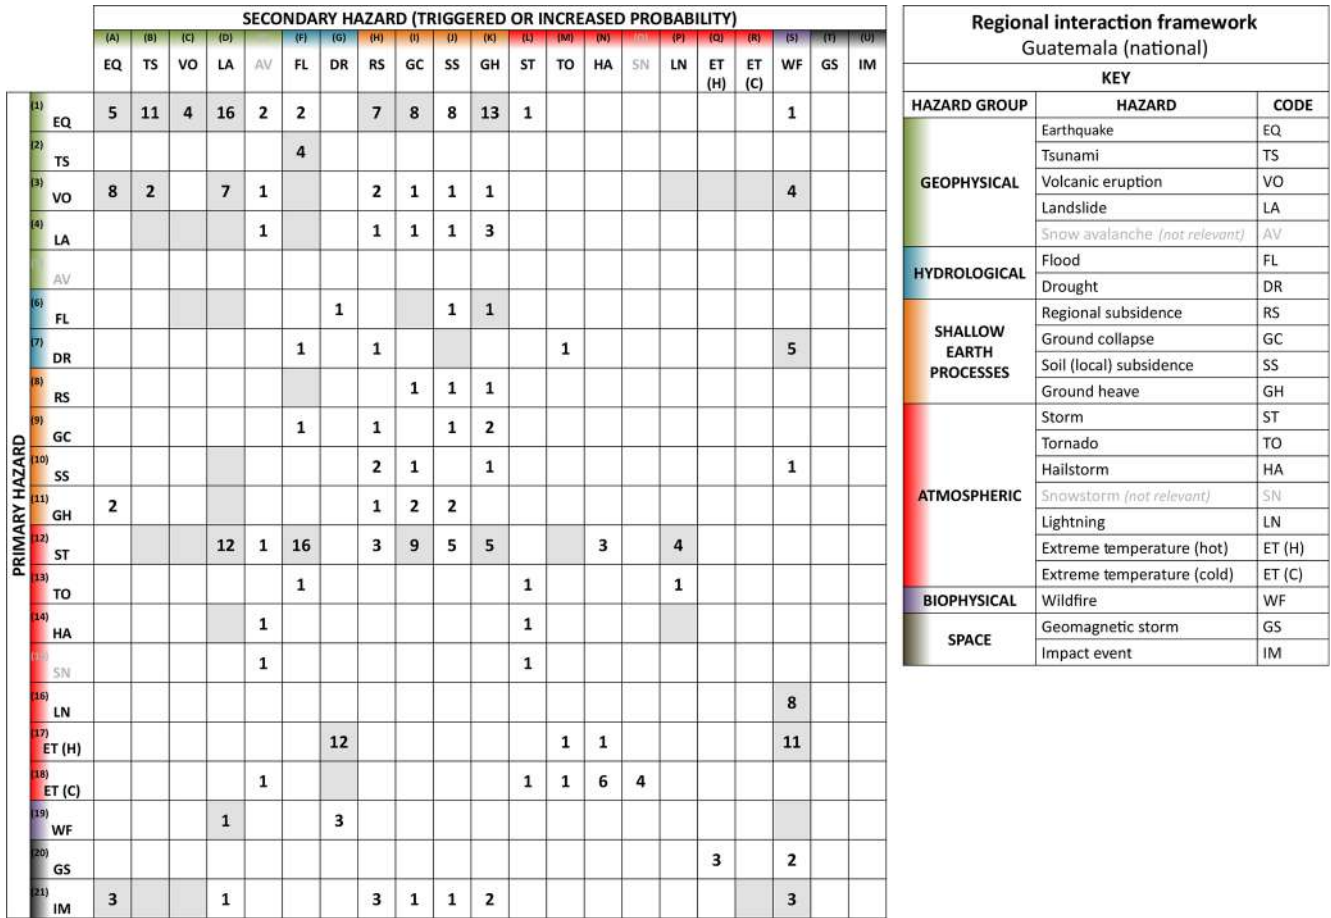 SECONDARY HAZARD (TRIGGERED OR INCREASED PROBABILITY)
(A) (B) (C) (D) (F) (G) (H) (I) (J) (K) (L) (M) (N) (O) (P) (Q) (R) (S) (T) (U)
EQ TS VO LA AV FL DR RS GC SS GH ST TO HA SN LN ET (H) ET (C) WF GS IM
PRIMARY HAZARD
(1) EQ 5 11 4 16 2 2 7 8 8 13 1 1
(2) TS 4
(3) VO 8 2 7 1 2 1 1 1 4
(4) LA 1 1 1 1 3
AV
(6) FL 1 1 1
(7) DR 1 1 1 5
(8) RS 1 1 1
(9) GC 1 1 1 2
(10) SS 2 1 1 1
(11) GH 2 1 2 2
(12) ST 12 1 16 3 9 5 5 3 4
(13) TO 1 1 1
(14) HA 1 1
(15) SN 1 1
(16) LN 8
(17) ET (H) 12 1 1 11
(18) ET (C) 1 1 1 6 4
(19) WF 1 3
(20) GS 3 2
(21) IM 3 1 3 1 1 2 3
Regional interaction framework
Guatemala (national)
KEY
HAZARD GROUP HAZARD CODE
GEOPHYSICAL
Earthquake EQ
Tsunami TS
Volcanic eruption VO
Landslide LA
Snow avalanche (not relevant) AV
HYDROLOGICAL
Flood FL
Drought DR
SHALLOW
EARTH
PROCESSES
Regional subsidence RS
Ground collapse GC
Soil (local) subsidence SS
Ground heave GH
ATMOSPHERIC
Storm ST
Tornado TO
Hailstorm HA
Snowstorm (not relevant) SN
Lightning LN
Extreme temperature (hot) ET (H)
Extreme temperature (cold) ET (C)
BIOPHYSICAL
Wildfire WF
SPACE
Geomagnetic storm GS
Impact event IM